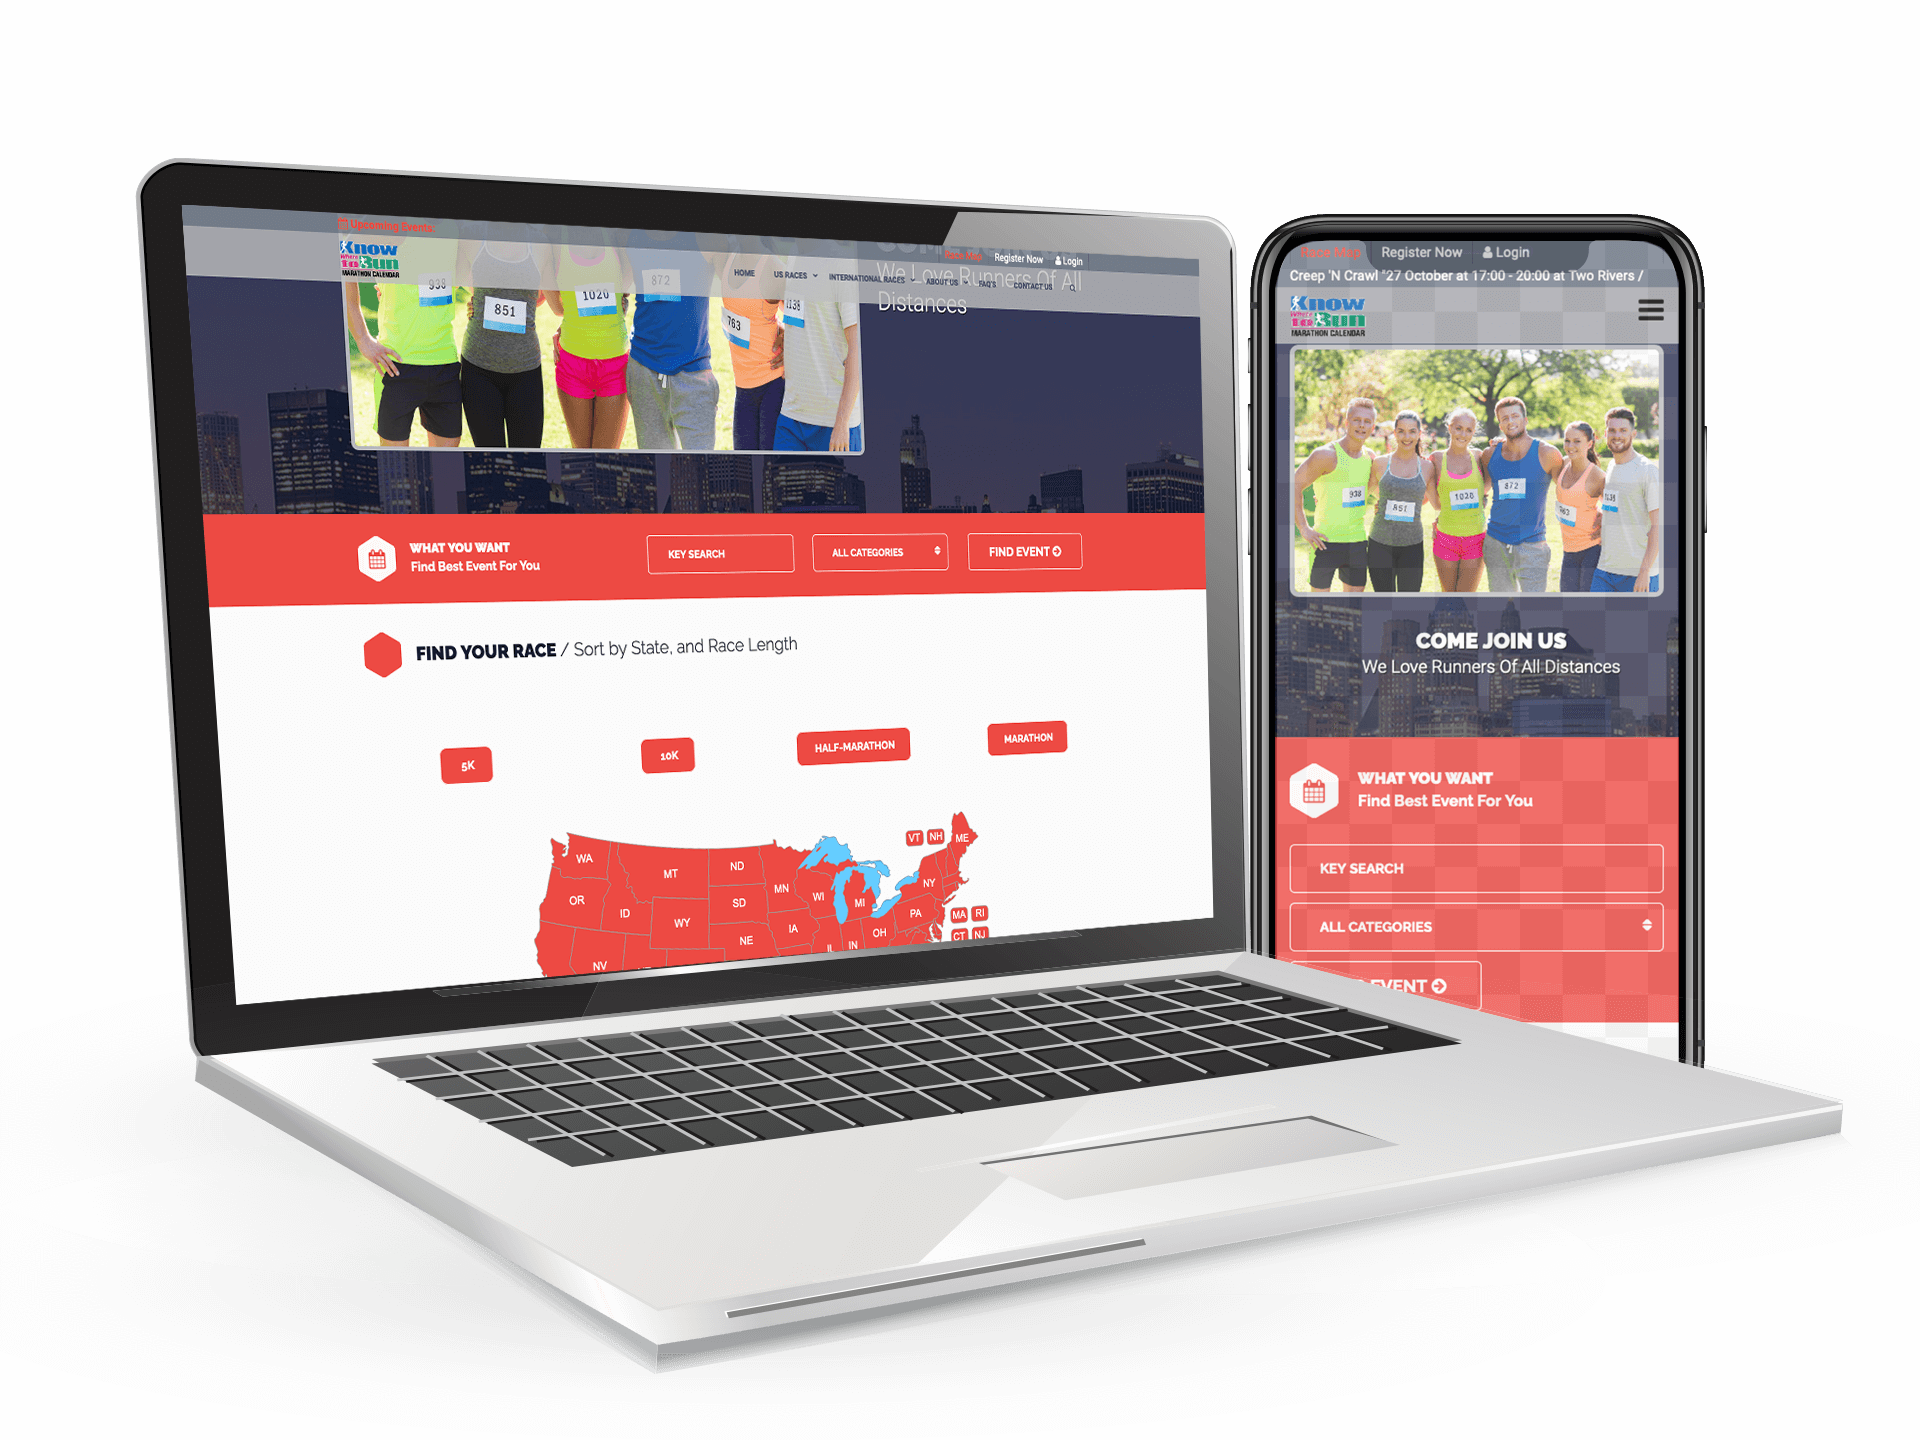 Upcoming Events:
Know
Where
to Run
MARATHON CALENDAR
Race Map
Register Now
Login
HOME
US RACES
INTERNATIONAL RACES
ABOUT US
FAQ'S
CONTACT US
We Love Runners Of All
Distances
938
851
1020
872
763
1138
WHAT YOU WANT
Find Best Event For You
KEY SEARCH
ALL CATEGORIES
FIND EVENT
FIND YOUR RACE / Sort by State, and Race Length
5K
10K
HALF-MARATHON
MARATHON
VT NH ME
WA MT ND MN WI MI NY
OR ID WY SD IA PA MA RI
NV NE IL IN OH CT NJ
Race Map
Register Now
Login
Creep 'N Crawl "27 October at 17:00 - 20:00 at Two Rivers /
Know
Where
to Run
MARATHON CALENDAR
938
851
1020
872
763
1138
COME JOIN US
We Love Runners Of All Distances
WHAT YOU WANT
Find Best Event For You
KEY SEARCH
ALL CATEGORIES
EVENT